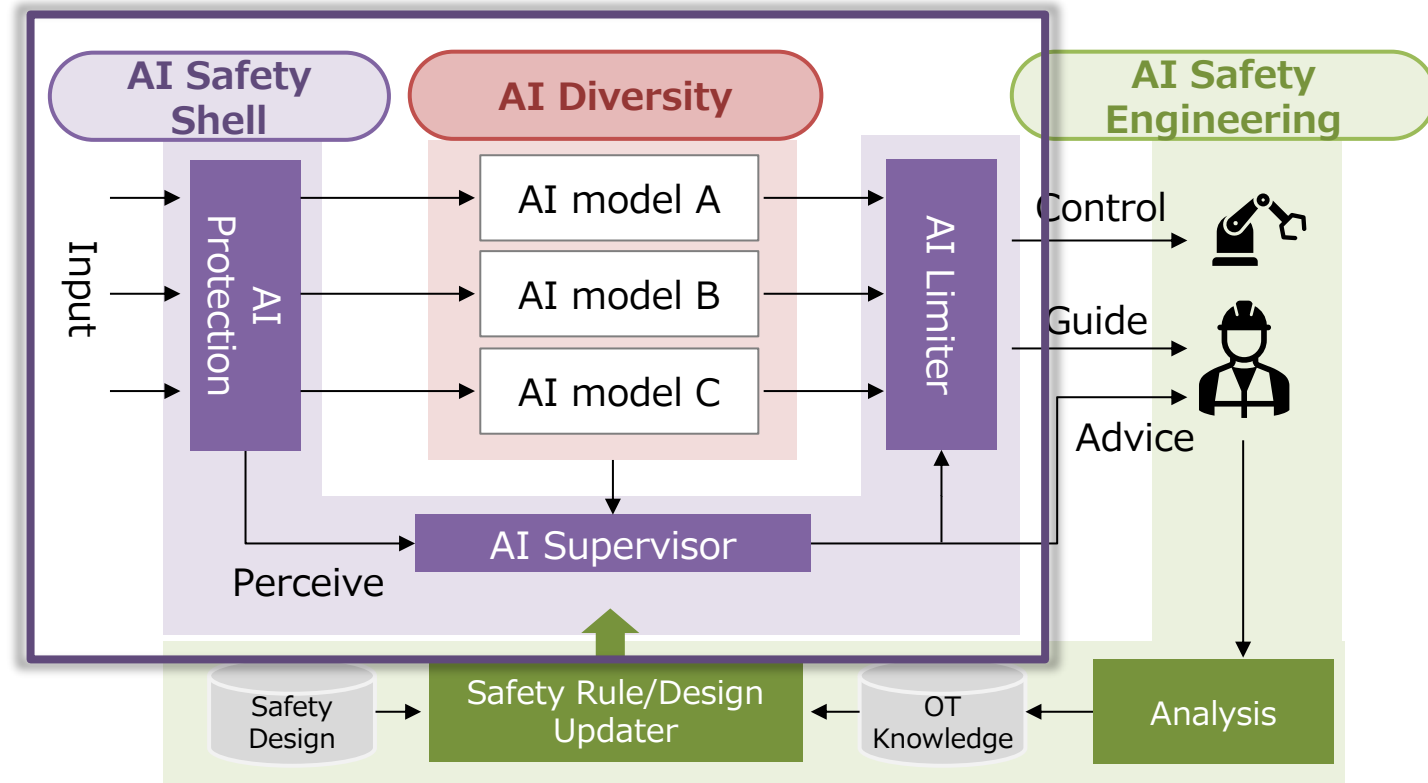 AI Safety
Shell
AI Diversity
AI Safety
Engineering
Input
AI
Protection
AI model A
AI model B
AI model C
AI Limiter
Control
Guide
Advice
AI Supervisor
Perceive
Safety
Design
Safety Rule/Design
Updater
OT
Knowledge
Analysis